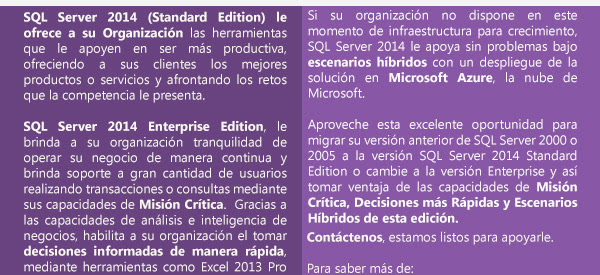 SQL Server 2014 (Standard Edition) le
ofrece a su Organización las herramientas
que le apoyen en ser más productiva,
ofreciendo a sus clientes los mejores
productos o servicios y afrontando los retos
que la competencia le presenta.
SQL Server 2014 Enterprise Edition, le
brinda a su organización tranquilidad de
operar su negocio de manera continua y
brinda soporte a gran cantidad de usuarios
realizando transacciones o consultas mediante
sus capacidades de Misión Crítica. Gracias a
las capacidades de análisis e inteligencia de
negocios, habilita a su organización el tomar
decisiones informadas de manera rápida,
mediante herramientas como Excel 2013 Pro
Si su organización no dispone en este
momento de infraestructura para crecimiento,
SQL Server 2014 le apoya sin problemas bajo
escenarios híbridos con un despliegue de la
solución en Microsoft Azure, la nube de
Microsoft.
Aproveche esta excelente oportunidad para
migrar su versión anterior de SQL Server 2000 o
2005 a la versión SQL Server 2014 Standard
Edition o cambie a la versión Enterprise y así
tomar ventaja de las capacidades de Misión
Crítica, Decisiones más Rápidas y Escenarios
Híbridos de esta edición.
Contáctenos, estamos listos para apoyarle.
Para saber más de: